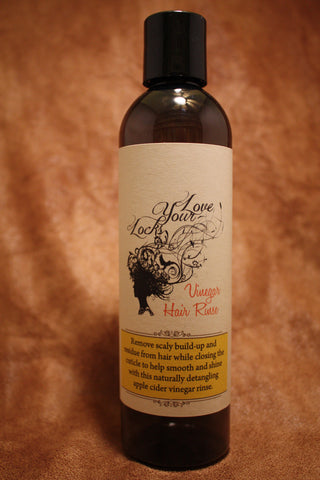 Love
Your
Locks
Vinegar
Hair Rinse
Remove scaly build-up and
residue from hair while closing the
cuticle to help smooth and shine
with this naturally detangling
apple cider vinegar rinse.